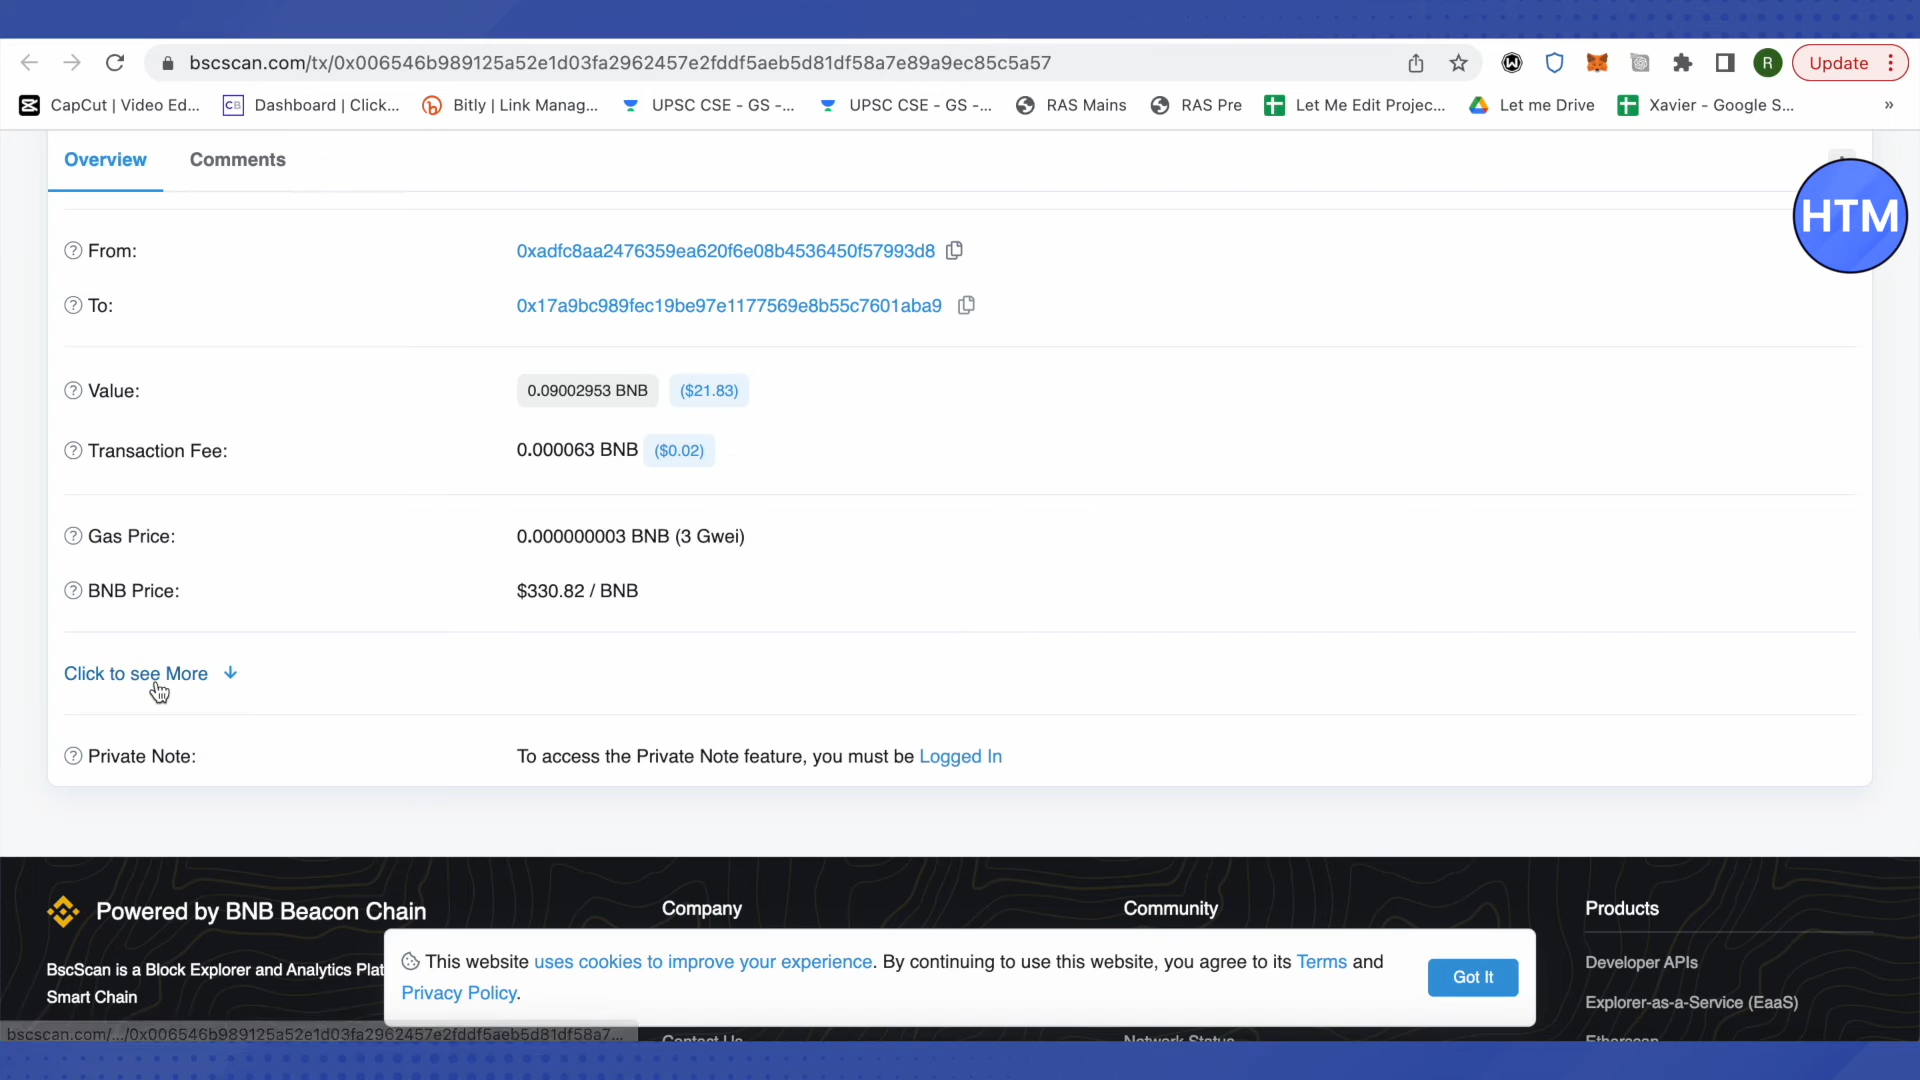 bscscan.com/tx/0x006546b989125a52e1d03fa2962457e2fddf5aeb5d81df58a7e89a9ec85c5a57
R
Update
CapCut | Video Ed...
CB
Dashboard | Click...
Bitly | Link Manag...
UPSC CSE - GS -...
UPSC CSE - GS -...
RAS Mains
RAS Pre
Let Me Edit Projec...
Let me Drive
Xavier - Google S...
»
Overview
Comments
HTM
From:
0xadfc8aa2476359ea620f6e08b4536450f57993d8
To:
0x17a9bc989fec19be97e1177569e8b55c7601aba9
Value:
0.09002953 BNB
($21.83)
Transaction Fee:
0.000063 BNB
($0.02)
Gas Price:
0.000000003 BNB (3 Gwei)
BNB Price:
$330.82 / BNB
Click to see More
Private Note:
To access the Private Note feature, you must be Logged In
Powered by BNB Beacon Chain
Company
Community
Products
BscScan is a Block Explorer and Analytics Plat
Smart Chain
This website uses cookies to improve your experience. By continuing to use this website, you agree to its Terms and
Privacy Policy.
Got It
Developer APIs
Explorer-as-a-Service (EaaS)
bscscan.com/.../0x006546b989125a52e1d03fa2962457e2fddf5aeb5d81df58a7...
Contact Us
Network Status
Etherscan